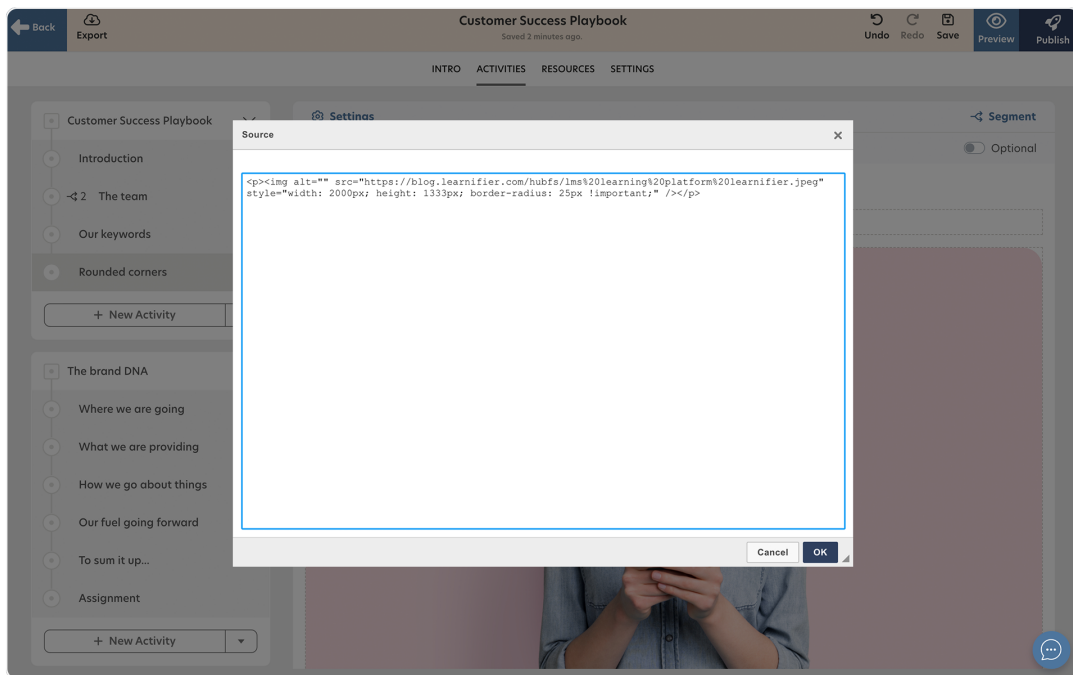 Back
Export
Customer Success Playbook
Saved 2 minutes ago.
Undo
Redo
Save
Preview
Publish
INTRO
ACTIVITIES
RESOURCES
SETTINGS
Customer Success Playbook
Introduction
2 The team
Our keywords
Rounded corners
+ New Activity
The brand DNA
Where we are going
What we are providing
How we go about things
Our fuel going forward
To sum it up...
Assignment
+ New Activity
Settings
Segment
Optional
Source
<p><img alt="" src="https://blog.learnifier.com/hubfs/lms%20learning%20platform%20learnifier.jpeg"
style="width: 2000px; height: 1333px; border-radius: 25px !important;" /></p>
Cancel
OK